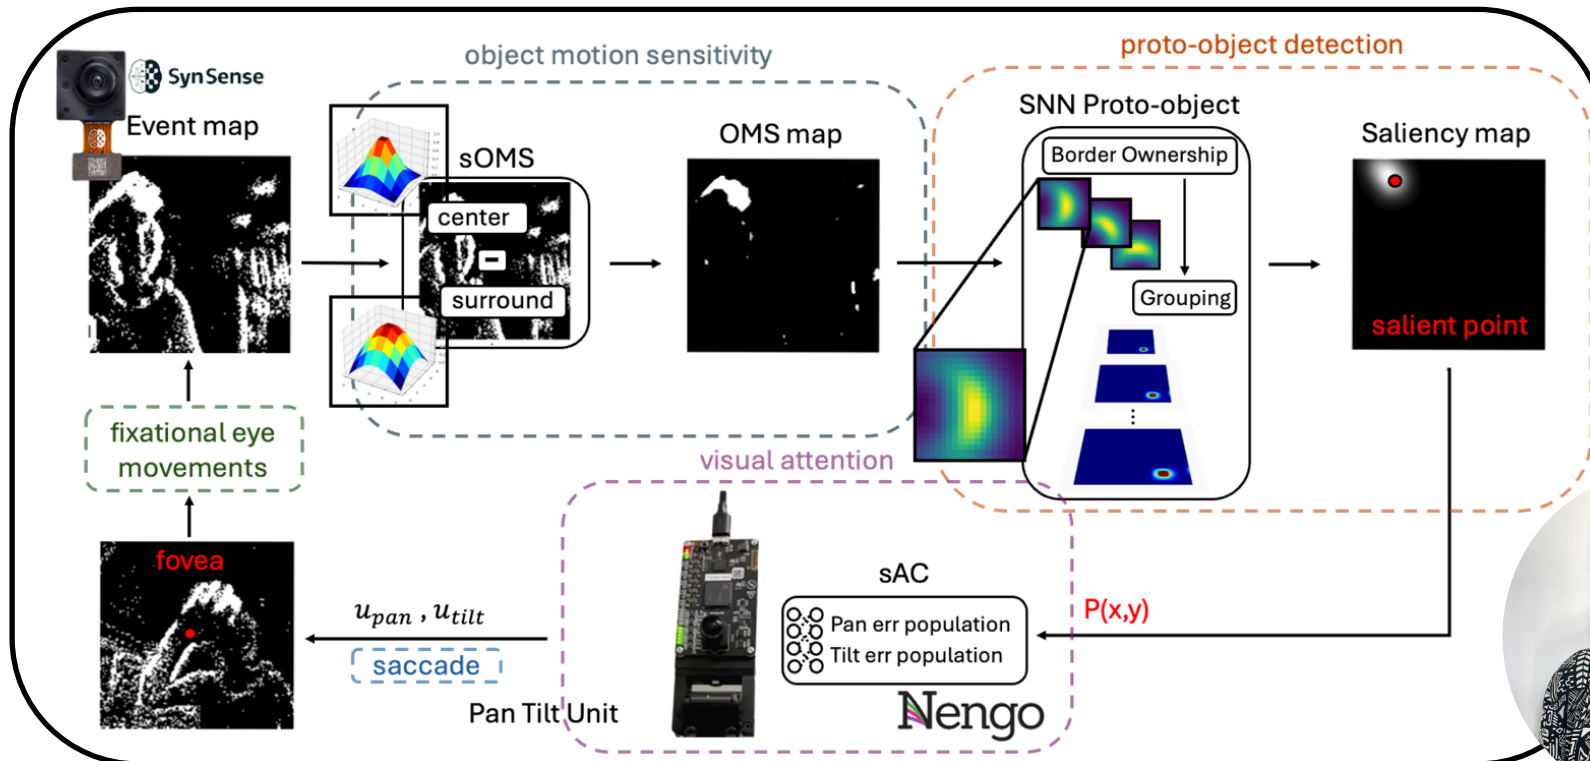 object motion sensitivity
proto-object detection
SynSense
Event map
sOMS
center
surround
OMS map
SNN Proto-object
Border Ownership
Grouping
Saliency map
salient point
fixational eye
movements
visual attention
fovea
u_pan , u_tilt
saccade
Pan Tilt Unit
sAC
Pan err population
Tilt err population
Nengo
P(x,y)